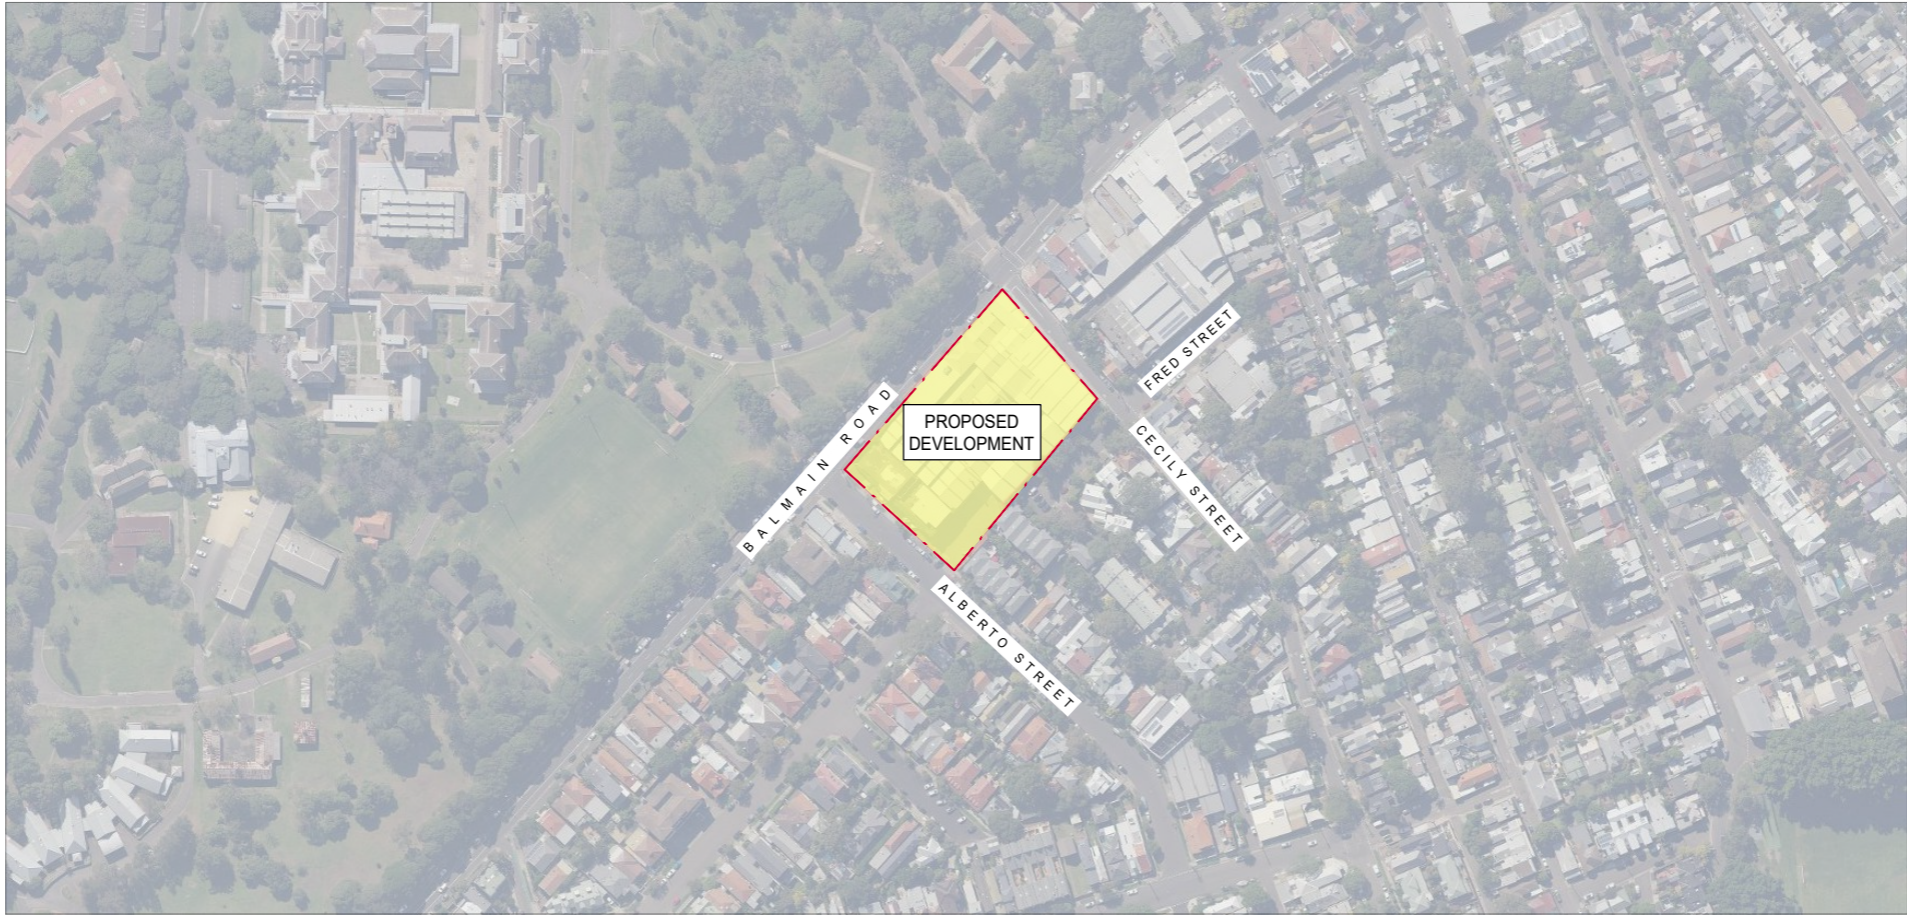 FRED STREET
BALMAIN ROAD
PROPOSED
DEVELOPMENT
CECILY STREET
ALBERTO STREET